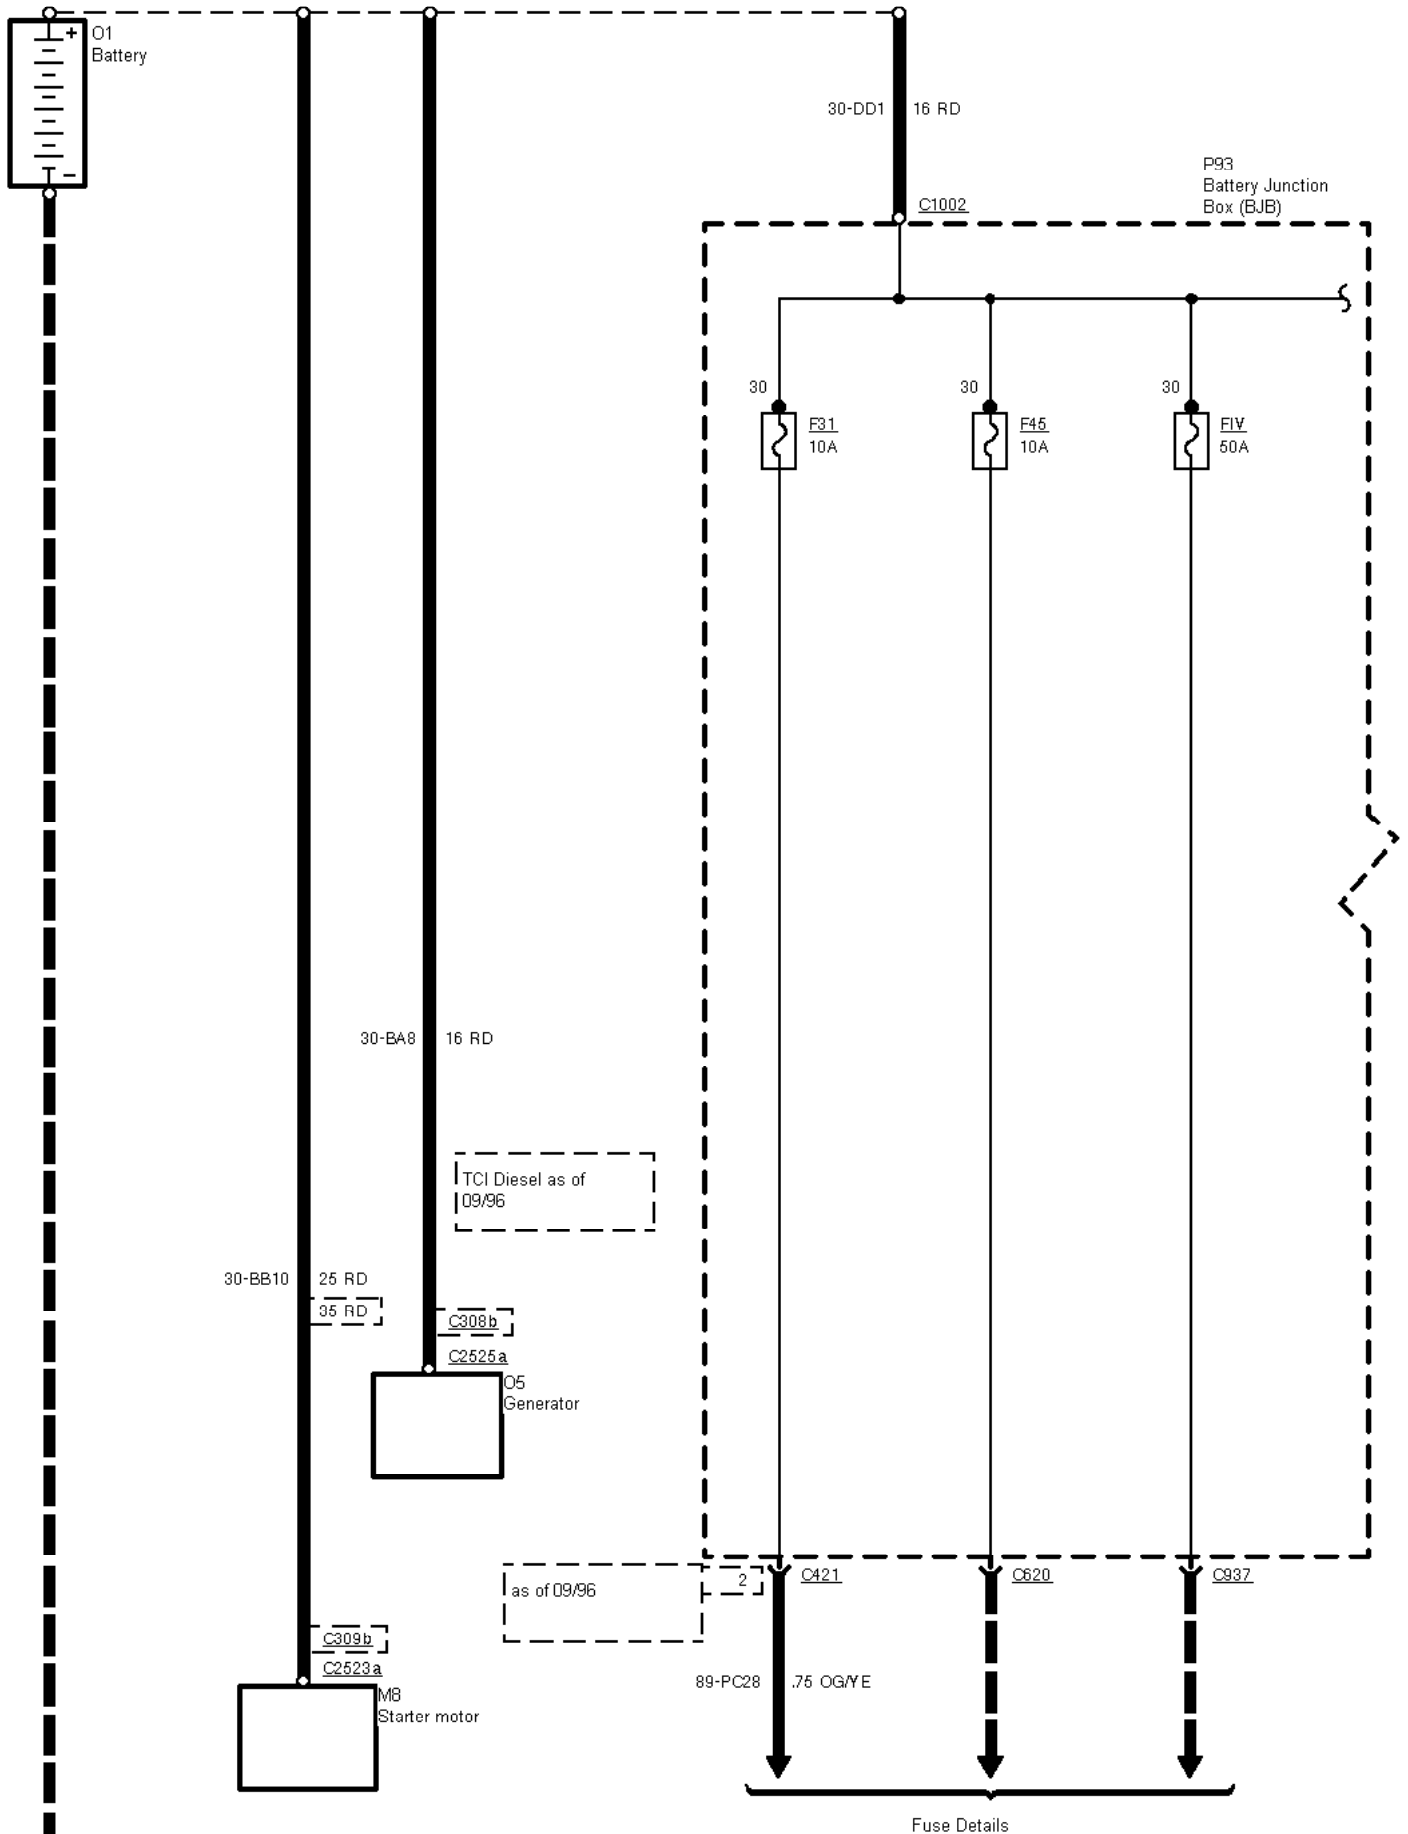 + O1
Battery
−
30-DD1 16 RD
P93
Battery Junction
Box (BJB)
C1002
30 30 30
F31 F45 FIV
10A 10A 50A
30-BA8 16 RD
TCI Diesel as of
09/96
30-BB10 25 RD
35 RD
C308b
C2525a
O5
Generator
as of 09/96
2 C421 C620 C937
C309b
C2523a
89-PC28 .75 OG/YE
M8
Starter motor
Fuse Details